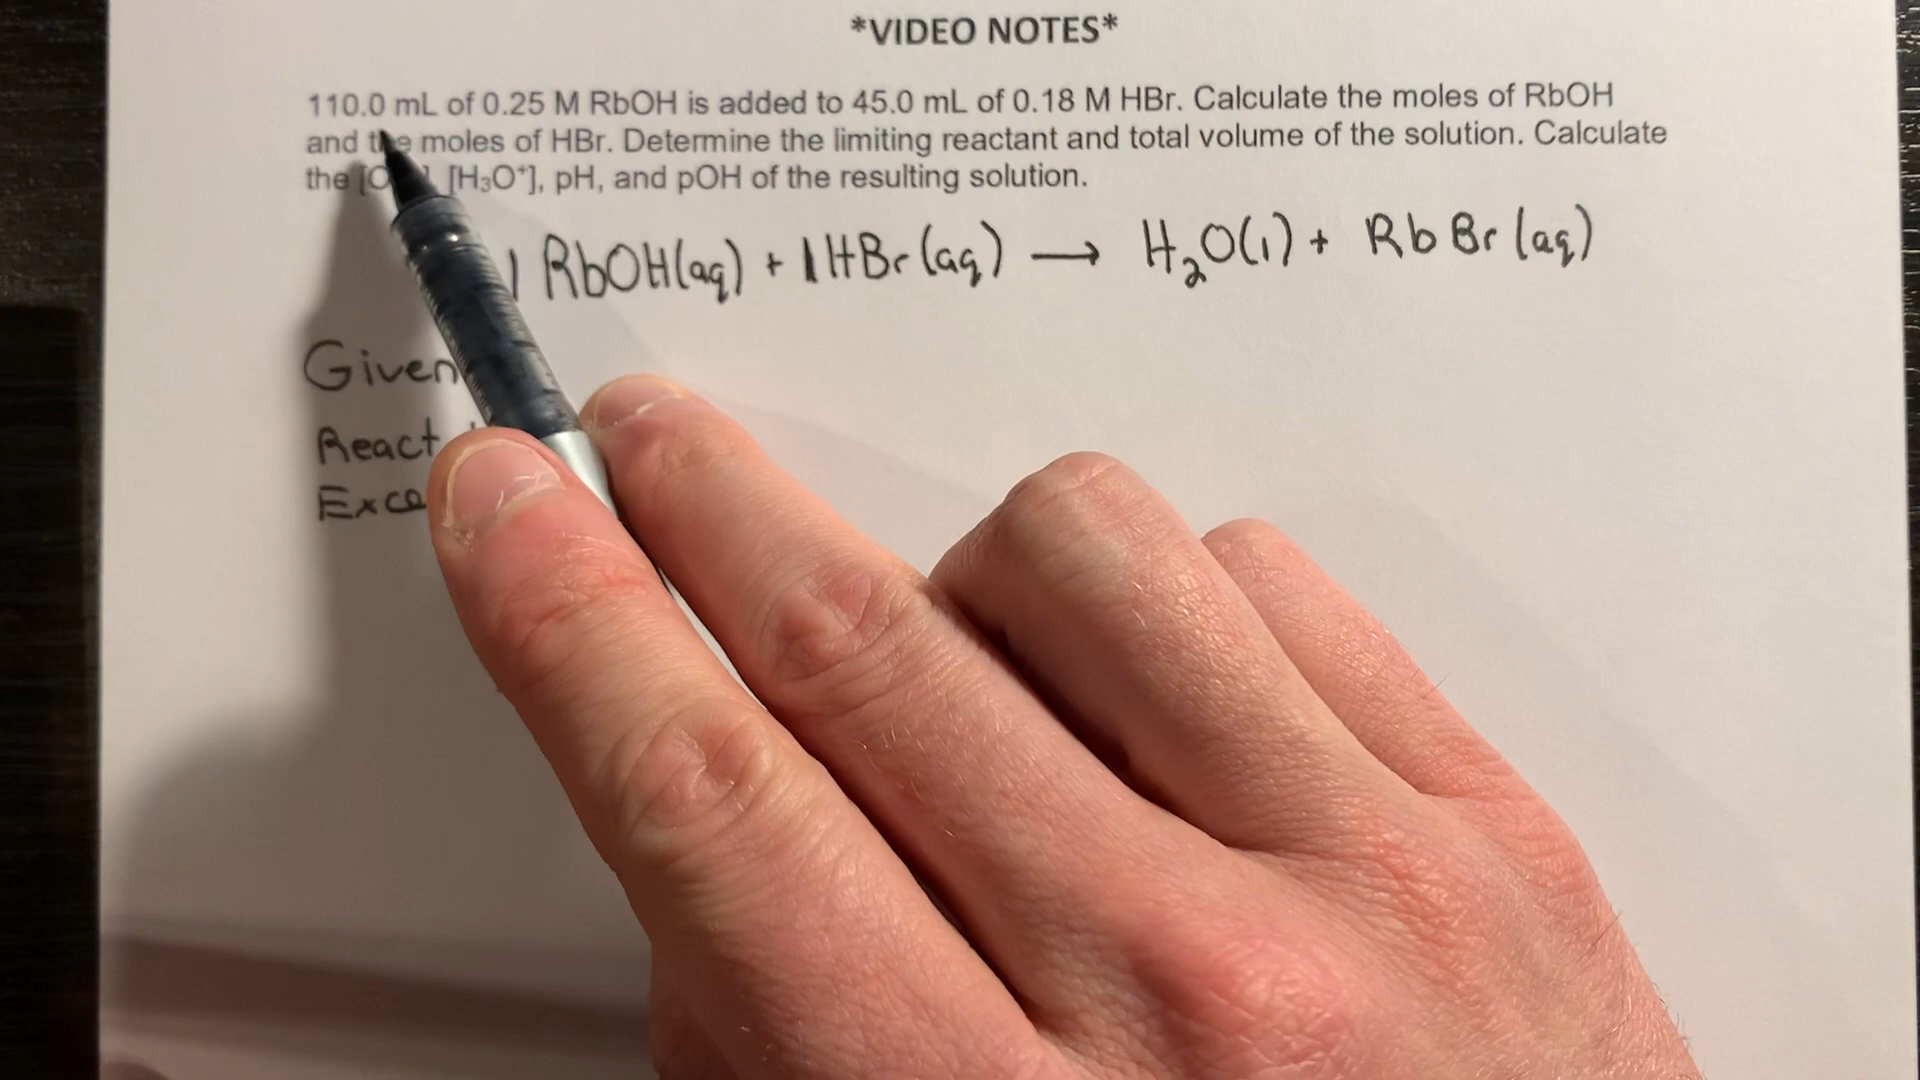 *VIDEO NOTES*
110.0 mL of 0.25 M RbOH is added to 45.0 mL of 0.18 M HBr. Calculate the moles of RbOH
and the moles of HBr. Determine the limiting reactant and total volume of the solution. Calculate
the [H₃O⁺], pH, and pOH of the resulting solution.
1 RbOH(aq) + 1HBr(aq) → H₂O(l) + RbBr(aq)
Given
React